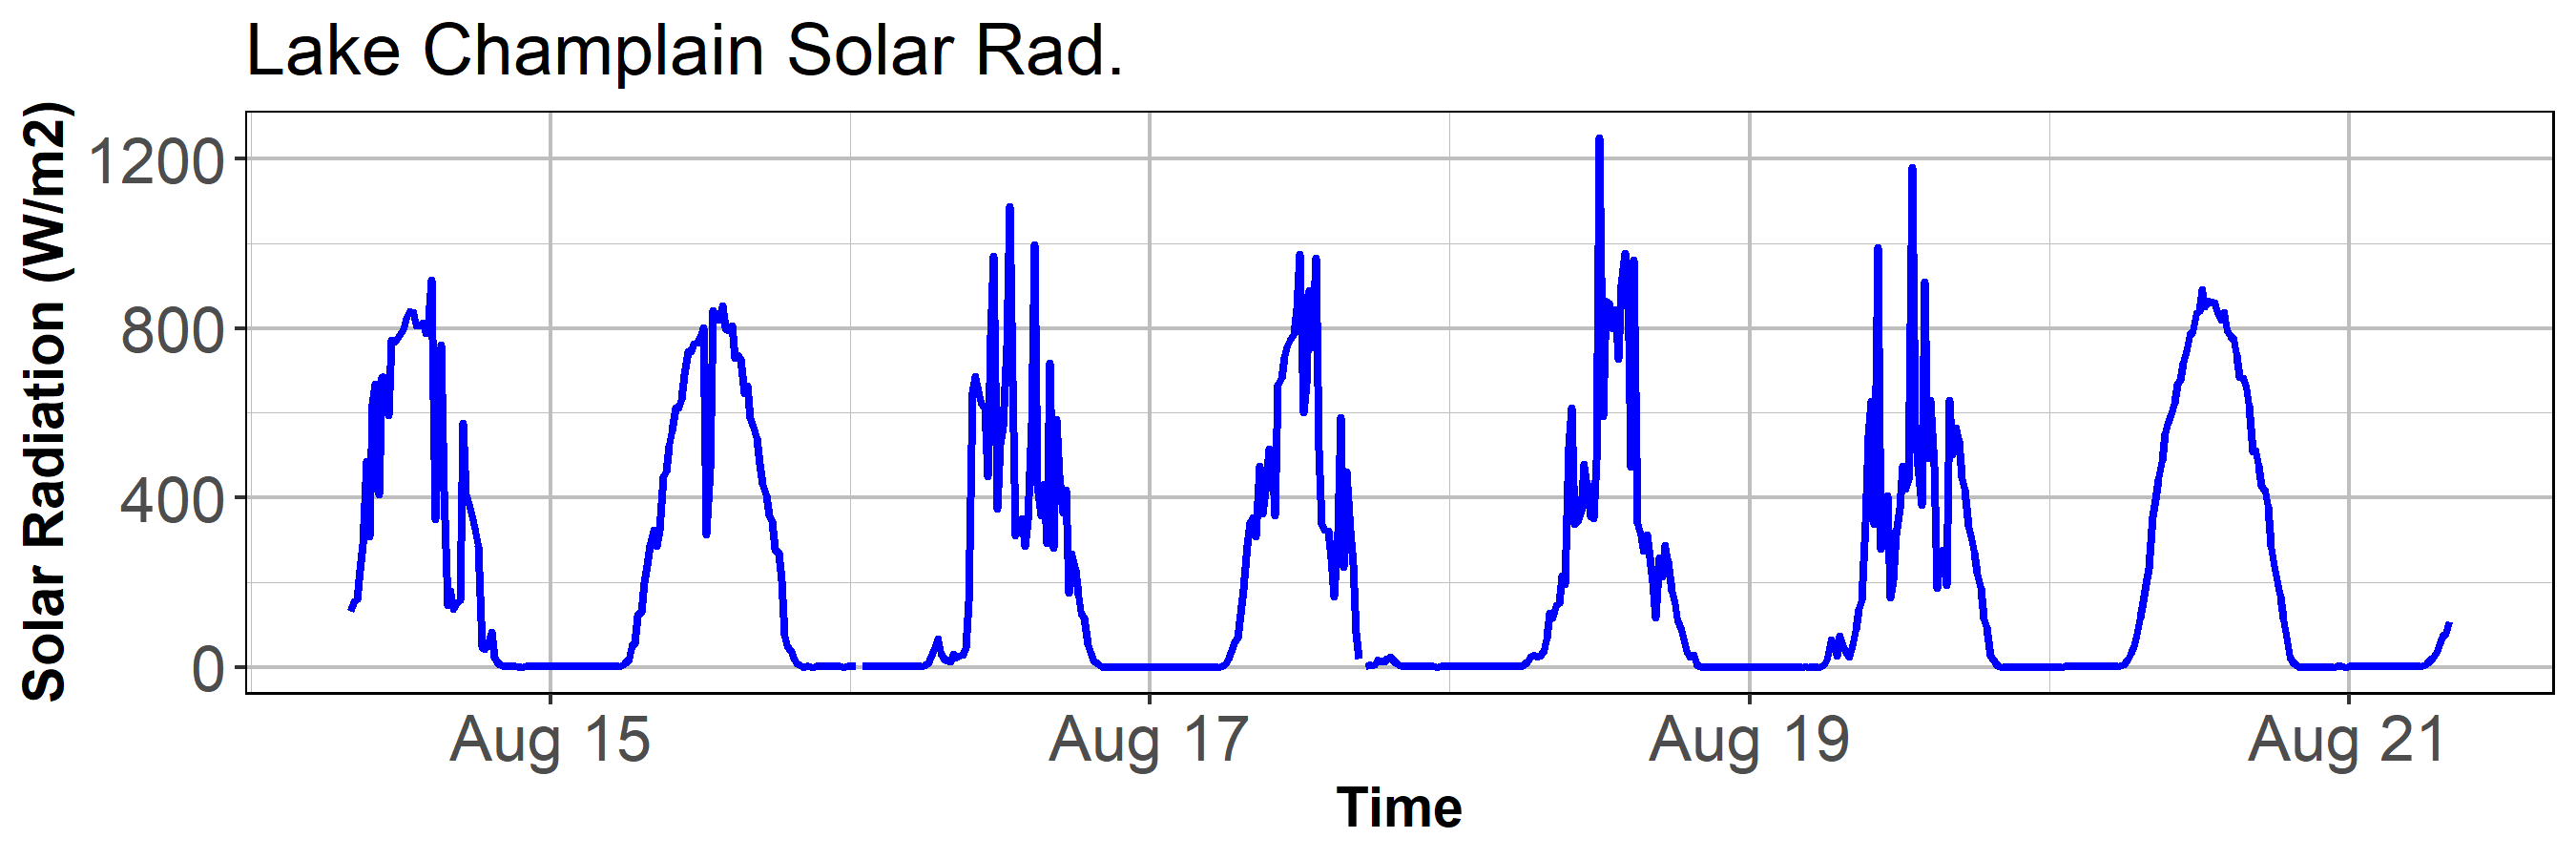 Lake Champlain Solar Rad.
Solar Radiation (W/m2)
1200
800
400
0
Aug 15
Aug 17
Aug 19
Aug 21
Time